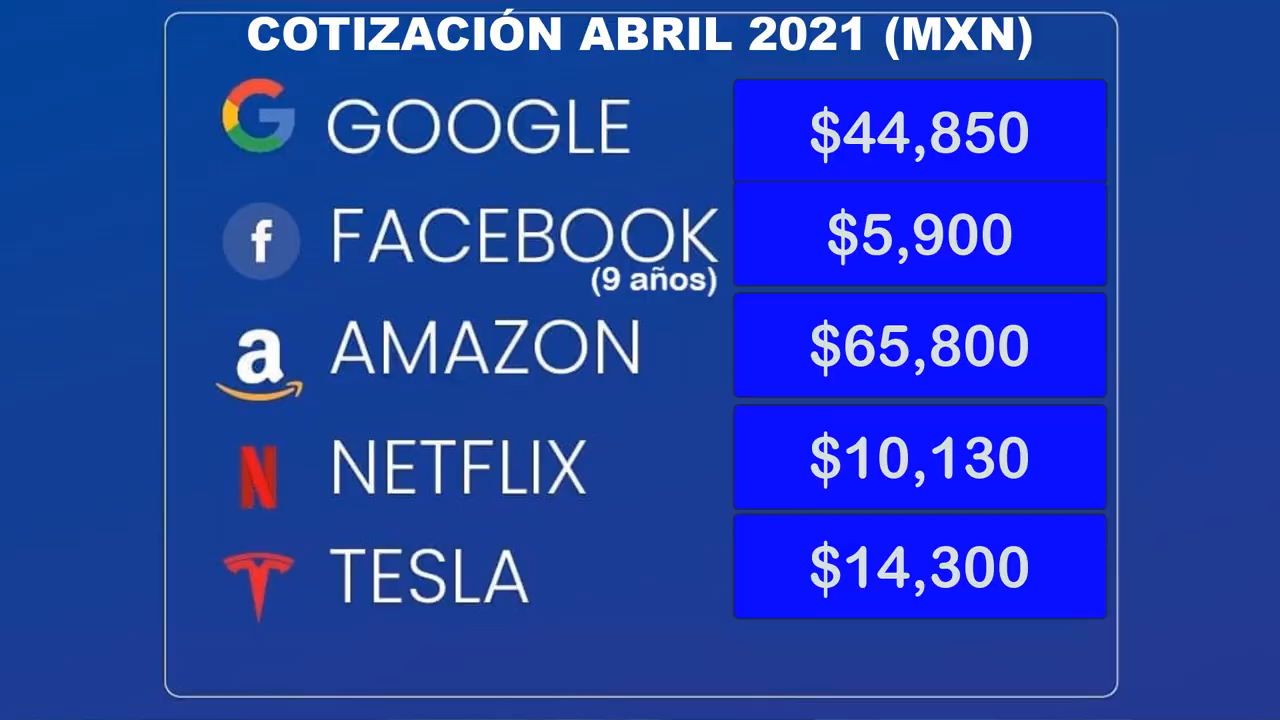 COTIZACIÓN ABRIL 2021 (MXN)
GOOGLE $44,850
FACEBOOK $5,900
(9 años)
AMAZON $65,800
NETFLIX $10,130
TESLA $14,300